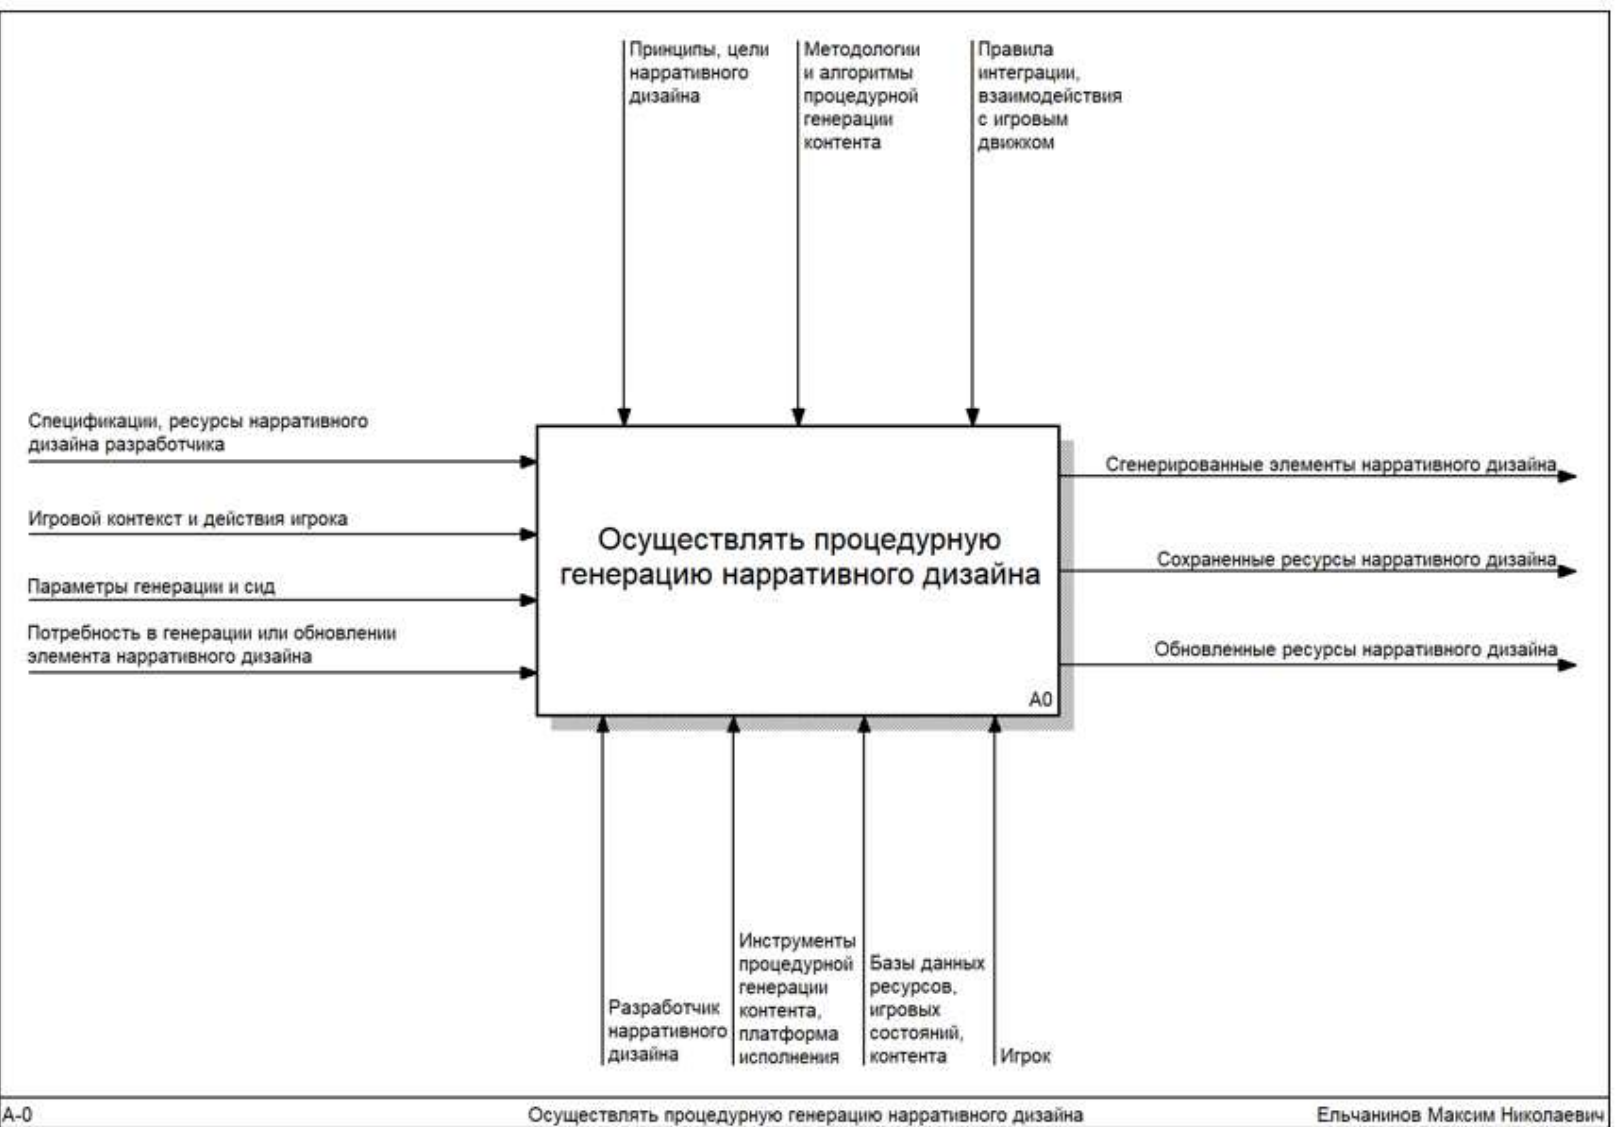 Принципы, цели
нарративного
дизайна
Методологии
и алгоритмы
процедурной
генерации
контента
Правила
интеграции,
взаимодействия
с игровым
движком
Спецификации, ресурсы нарративного
дизайна разработчика
Игровой контекст и действия игрока
Параметры генерации и сид
Потребность в генерации или обновлении
элемента нарративного дизайна
Осуществлять процедурную
генерацию нарративного дизайна
A0
Сгенерированные элементы нарративного дизайна
Сохраненные ресурсы нарративного дизайна
Обновленные ресурсы нарративного дизайна
Разработчик
нарративного
дизайна
Инструменты
процедурной
генерации
контента,
платформа
исполнения
Базы данных
ресурсов,
игровых
состояний,
контента
Игрок
A-0
Осуществлять процедурную генерацию нарративного дизайна
Ельчанинов Максим Николаевич